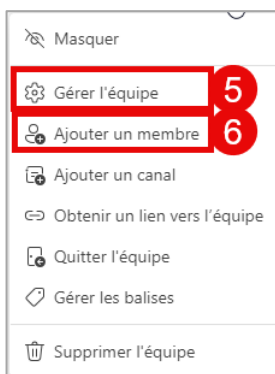 Masquer
Gérer l'équipe 5
Ajouter un membre 6
Ajouter un canal
Obtenir un lien vers l’équipe
Quitter l'équipe
Gérer les balises
Supprimer l'équipe